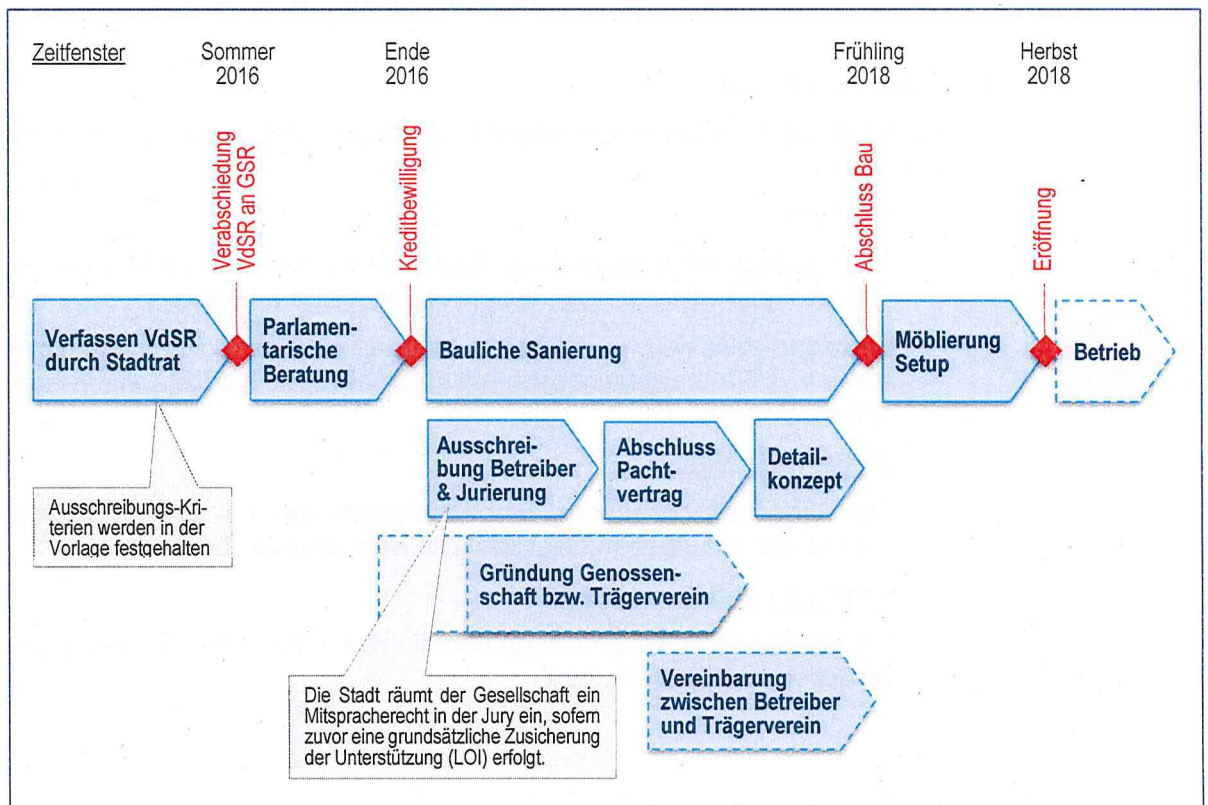 Zeitfenster
Sommer
2016
Ende
2016
Frühling
2018
Herbst
2018
Verabschiedung
VdSR an GSR
Kreditbewilligung
Abschluss Bau
Eröffnung
Verfassen VdSR
durch Stadtrat
Parlamen-
tarische
Beratung
Bauliche Sanierung
Möblierung
Setup
Betrieb
Ausschrei-
bung Betreiber
& Jurierung
Abschluss
Pacht-
vertrag
Detail-
konzept
Ausschreibungs-Kri-
terien werden in der
Vorlage festgehalten
Gründung Genossen-
schaft bzw. Trägerverein
Vereinbarung
zwischen Betreiber
und Trägerverein
Die Stadt räumt der Gesellschaft ein
Mitspracherecht in der Jury ein, sofern
zuvor eine grundsätzliche Zusicherung
der Unterstützung (LOI) erfolgt.